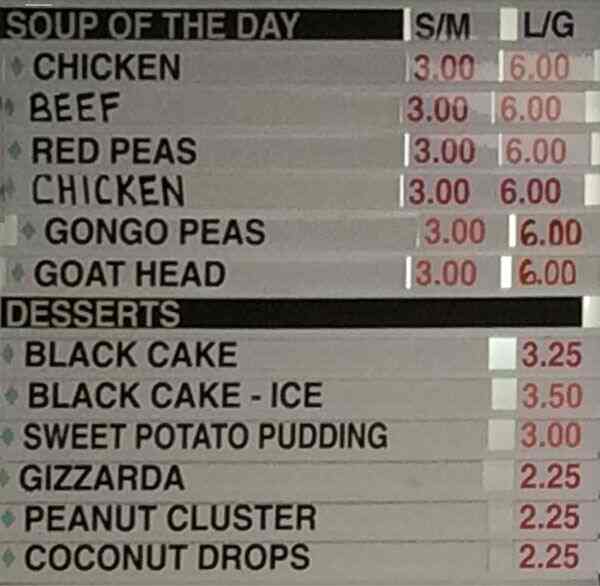 SOUP OF THE DAY S/M L/G
CHICKEN 3.00 6.00
BEEF 3.00 6.00
RED PEAS 3.00 6.00
CHICKEN 3.00 6.00
GONGO PEAS 3.00 6.00
GOAT HEAD 3.00 6.00
DESSERTS
BLACK CAKE 3.25
BLACK CAKE - ICE 3.50
SWEET POTATO PUDDING 3.00
GIZZARDA 2.25
PEANUT CLUSTER 2.25
COCONUT DROPS 2.25